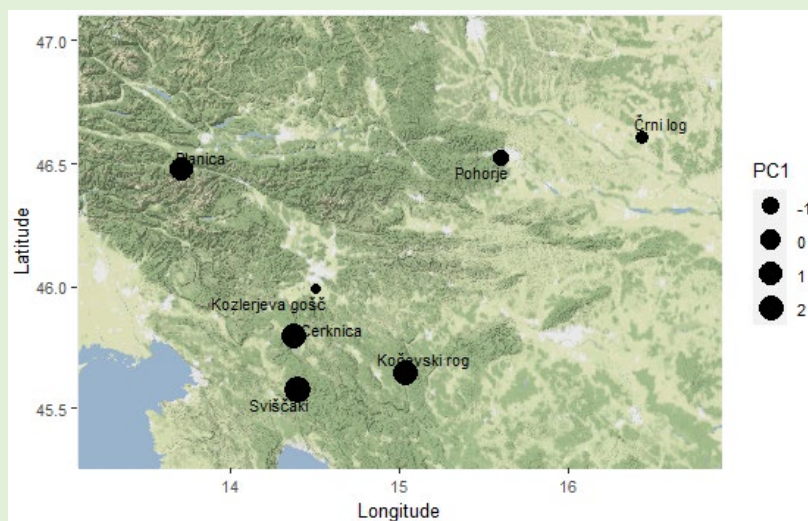 47.0
46.5
46.0
45.5
Latitude
Črni log
Planica
Pohorje
Kozlerjeva gošč
Cerknica
Kočevski rog
Sviščaki
14
15
16
Longitude
PC1
-1
0
1
2